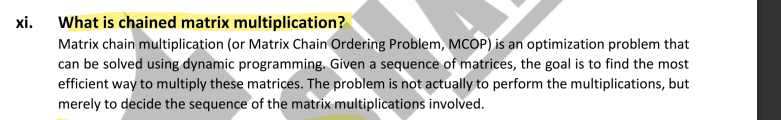 xi. What is chained matrix multiplication?
Matrix chain multiplication (or Matrix Chain Ordering Problem, MCOP) is an optimization problem that
can be solved using dynamic programming. Given a sequence of matrices, the goal is to find the most
efficient way to multiply these matrices. The problem is not actually to perform the multiplications, but
merely to decide the sequence of the matrix multiplications involved.